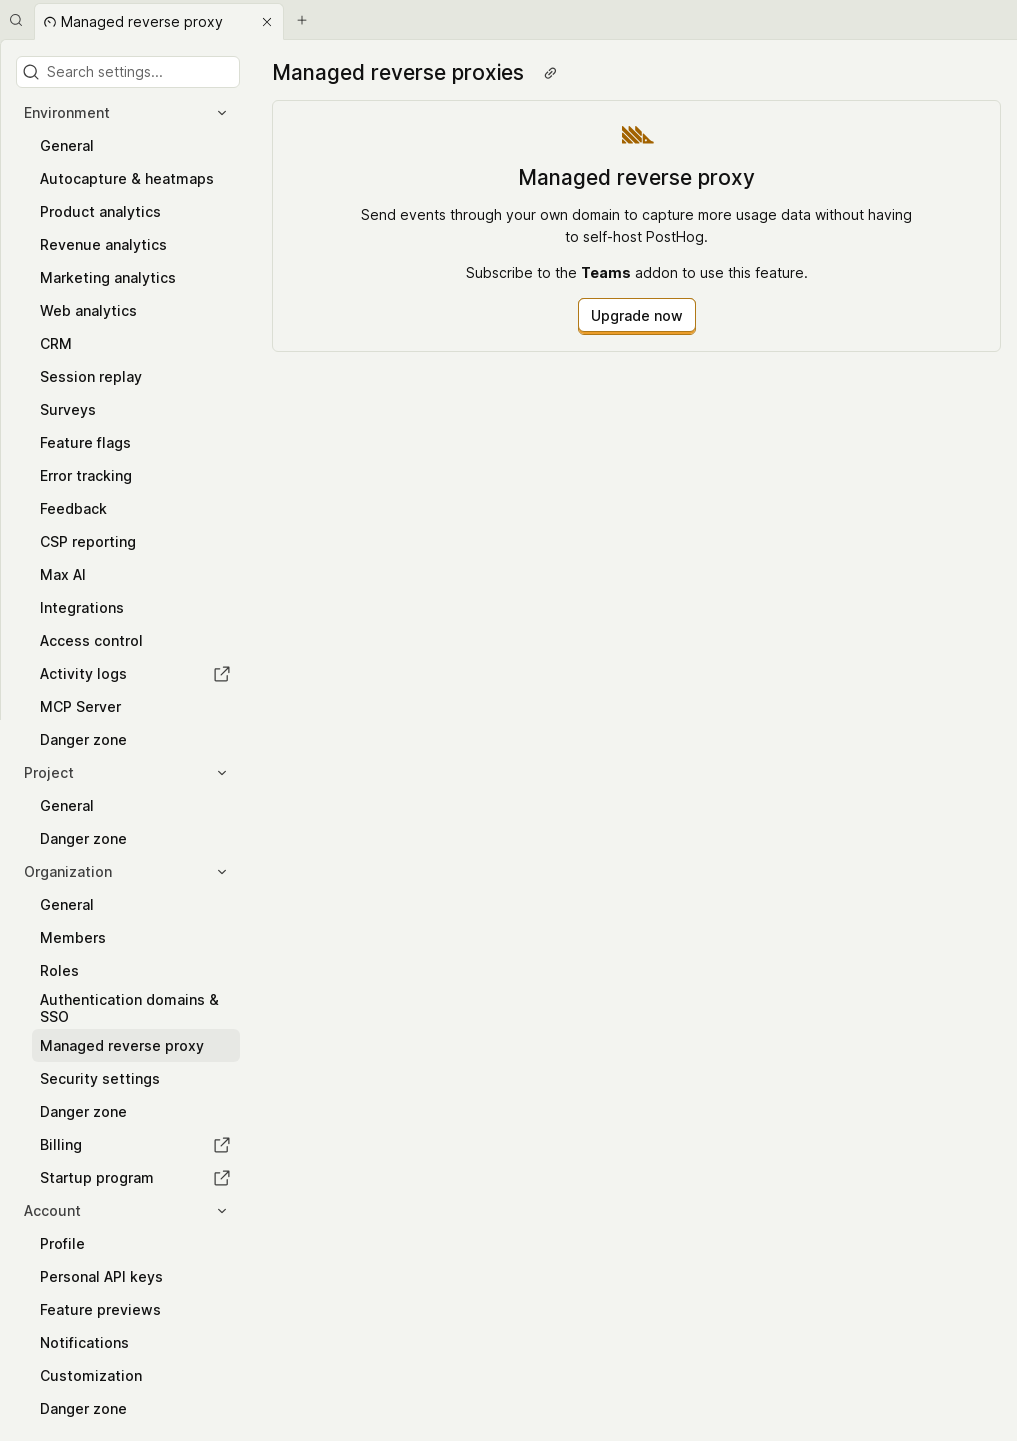 Managed reverse proxy
Search settings...
Environment
General
Autocapture & heatmaps
Product analytics
Revenue analytics
Marketing analytics
Web analytics
CRM
Session replay
Surveys
Feature flags
Error tracking
Feedback
CSP reporting
Max AI
Integrations
Access control
Activity logs
MCP Server
Danger zone
Project
General
Danger zone
Organization
General
Members
Roles
Authentication domains &
SSO
Managed reverse proxy
Security settings
Danger zone
Billing
Startup program
Account
Profile
Personal API keys
Feature previews
Notifications
Customization
Danger zone
Managed reverse proxies
Managed reverse proxy
Send events through your own domain to capture more usage data without having
to self-host PostHog.
Subscribe to the Teams addon to use this feature.
Upgrade now